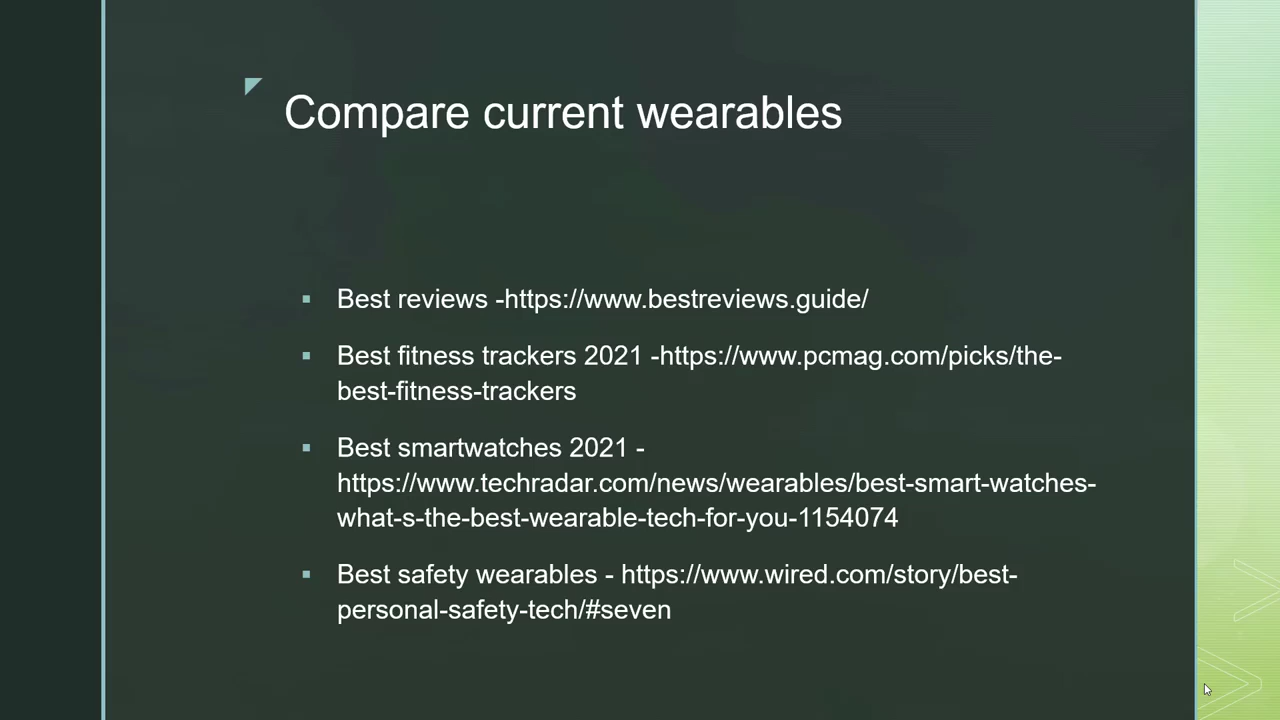 Compare current wearables
Best reviews -https://www.bestreviews.guide/
Best fitness trackers 2021 -https://www.pcmag.com/picks/the-
best-fitness-trackers
Best smartwatches 2021 -
https://www.techradar.com/news/wearables/best-smart-watches-
what-s-the-best-wearable-tech-for-you-1154074
Best safety wearables - https://www.wired.com/story/best-
personal-safety-tech/#seven